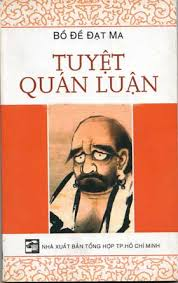 BỒ ĐỀ ĐẠT MA
TUYỆT
QUÁN LUẬN
NHÀ XUẤT BẢN TỔNG HỢP TP. HỒ CHÍ MINH